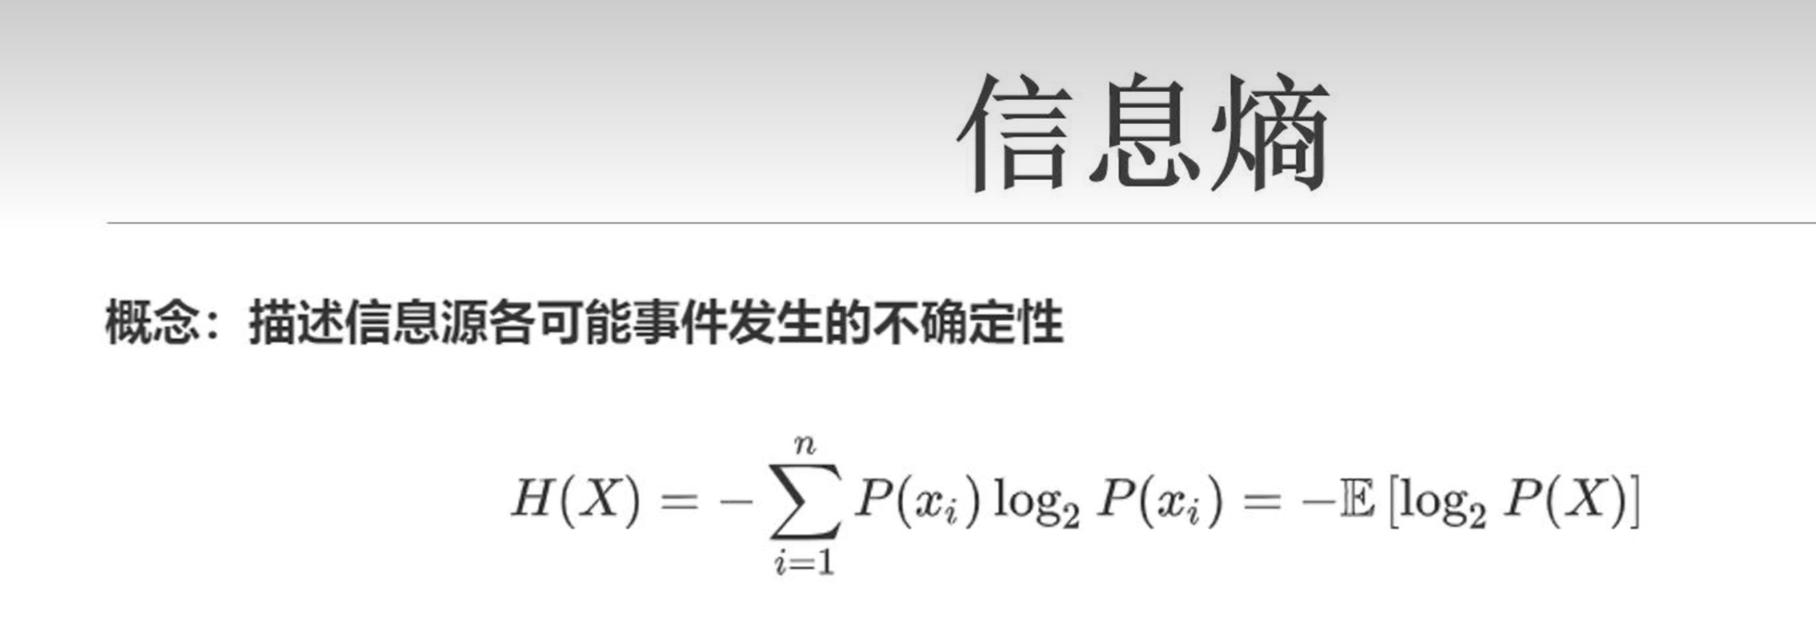 信息熵
概念：描述信息源各可能事件发生的不确定性
$H(X) = -\sum_{i=1}^{n} P(x_i) \log_2 P(x_i) = -\mathbb{E}\left[\log_2 P(X)\right]$